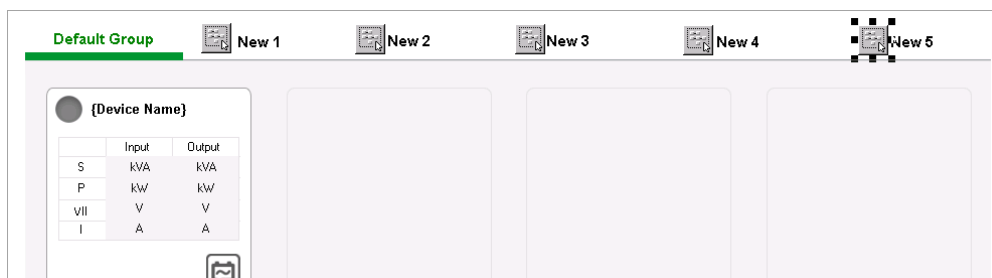 Default Group New 1 New 2 New 3 New 4 New 5
{Device Name}
Input Output
S kVA kVA
P kW kW
VII V V
I A A